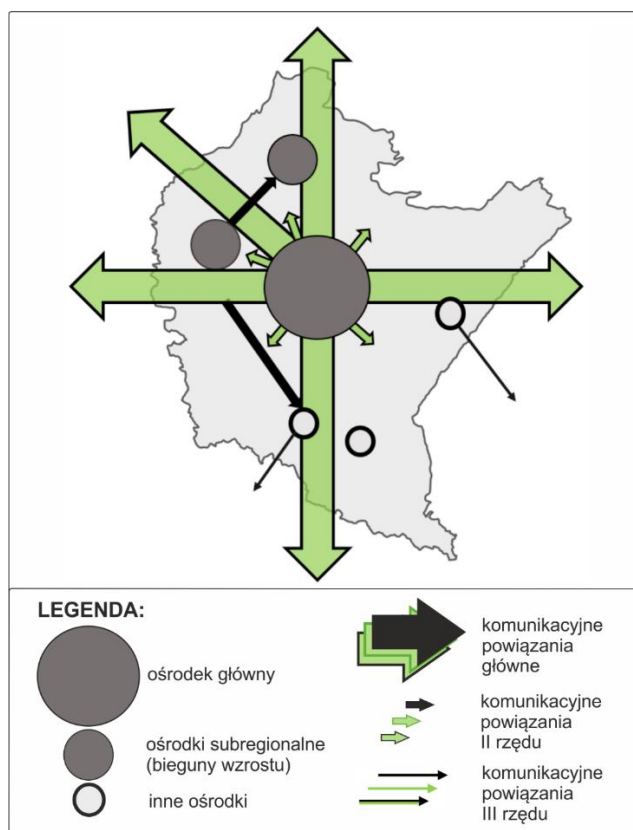 LEGENDA:
ośrodek główny
ośrodki subregionalne
(bieguny wzrostu)
inne ośrodki
komunikacyjne
powiązania
główne
komunikacyjne
powiązania
II rzędu
komunikacyjne
powiązania
III rzędu